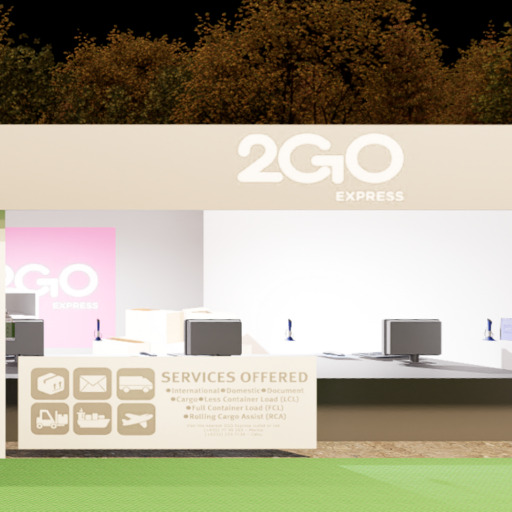 2GO
EXPRESS
2GO
EXPRESS
SERVICES OFFERED
■International■Domestic■Document
■Cargo■Less Container Load (LCL)
■Full Container Load (FCL)
■Rolling Cargo Assist (RCA)